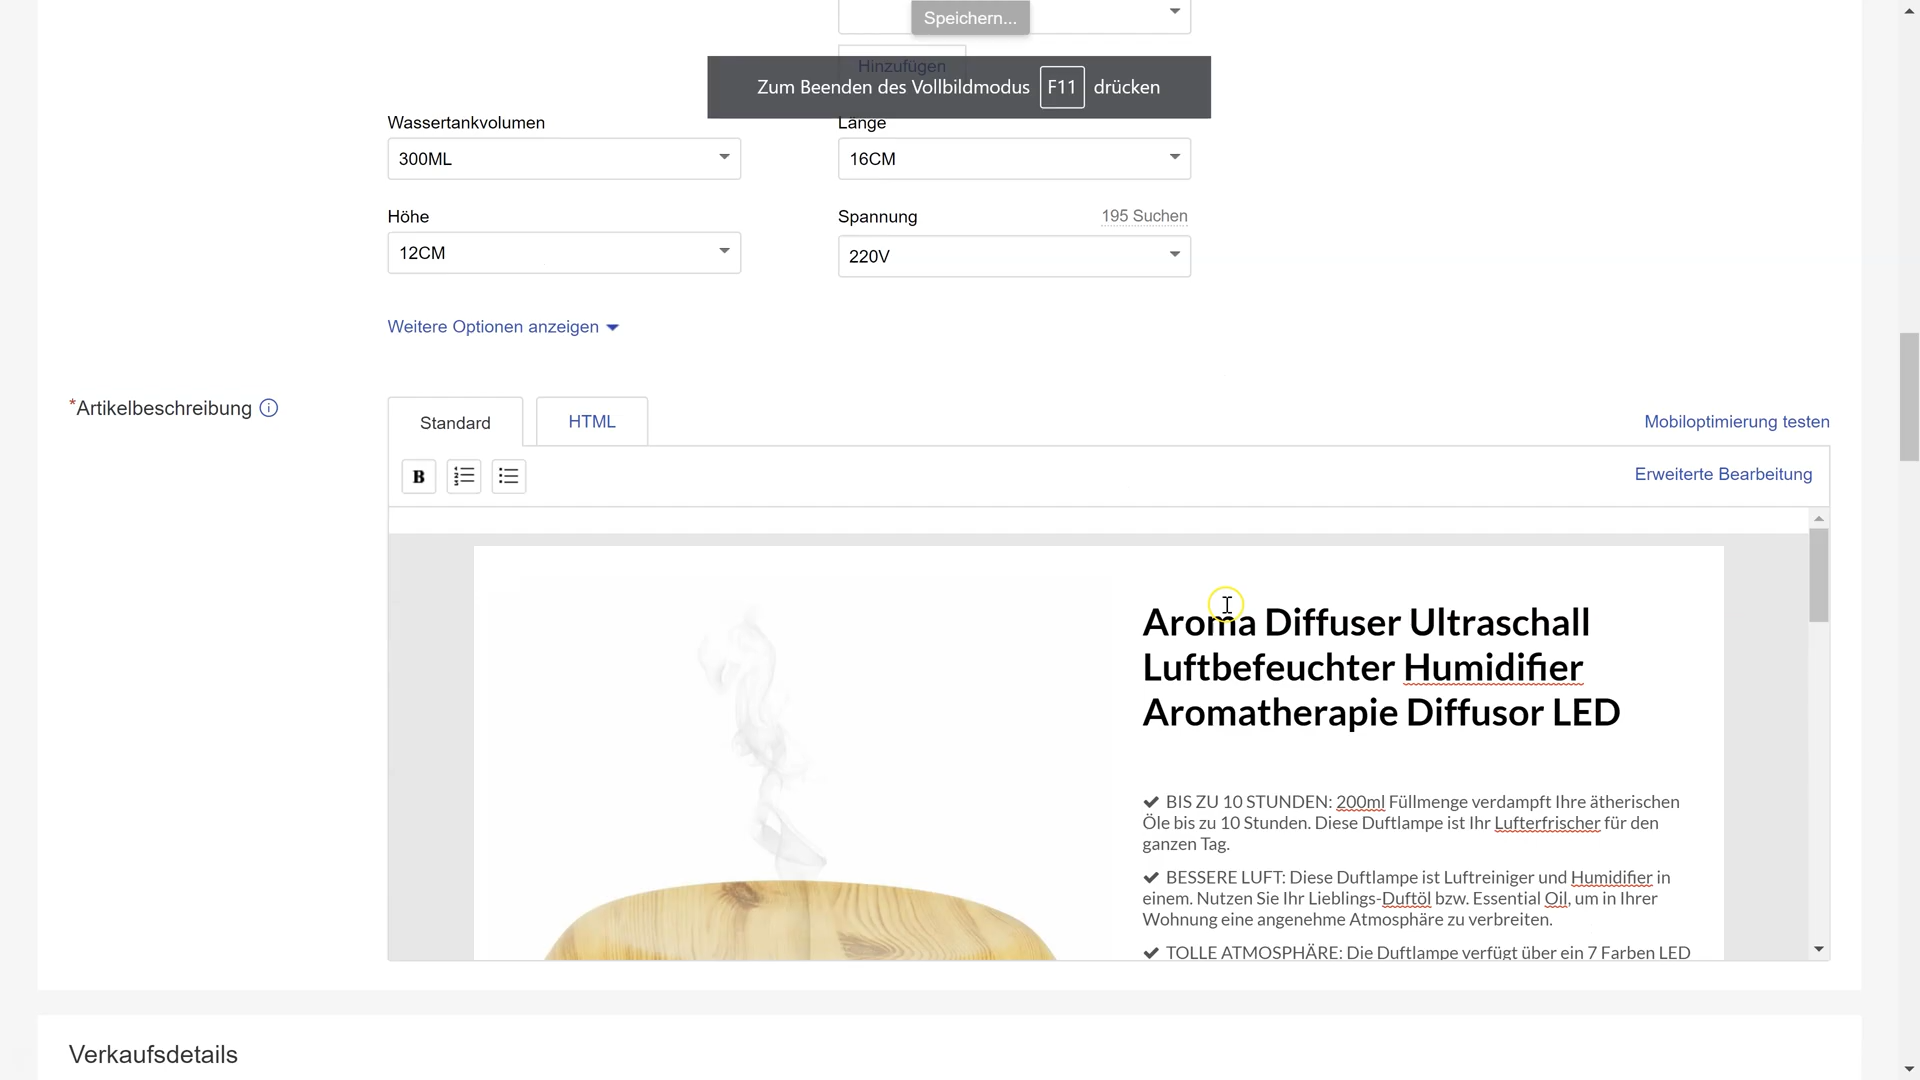 Speichern...
Hinzufügen
Zum Beenden des Vollbildmodus F11 drücken
Wassertankvolumen
Länge
300ML
16CM
Höhe
Spannung
195 Suchen
12CM
220V
Weitere Optionen anzeigen
*Artikelbeschreibung
Standard
HTML
Mobiloptimierung testen
B
Erweiterte Bearbeitung
Aroma Diffuser Ultraschall
Luftbefeuchter Humidifier
Aromatherapie Diffusor LED
✔ BIS ZU 10 STUNDEN: 200ml Füllmenge verdampft Ihre ätherischen
Öle bis zu 10 Stunden. Diese Duftlampe ist Ihr Lufterfrischer für den
ganzen Tag.
✔ BESSERE LUFT: Diese Duftlampe ist Luftreiniger und Humidifier in
einem. Nutzen Sie Ihr Lieblings-Duftöl bzw. Essential Oil, um in Ihrer
Wohnung eine angenehme Atmosphäre zu verbreiten.
✔ TOLLE ATMOSPHÄRE: Die Duftlampe verfügt über ein 7 Farben LED
Verkaufsdetails